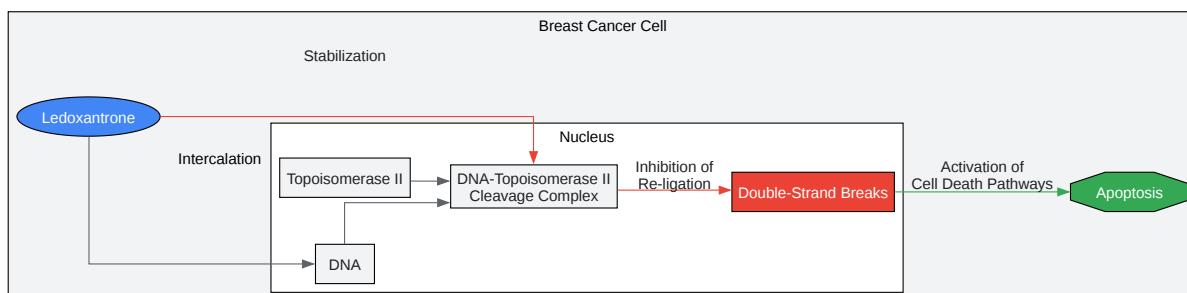 Breast Cancer Cell
Stabilization
Ledoxantrone
Nucleus
Intercalation
Topoisomerase II
DNA-Topoisomerase II
Cleavage Complex
Inhibition of
Re-ligation
Double-Strand Breaks
Activation of
Cell Death Pathways
Apoptosis
DNA